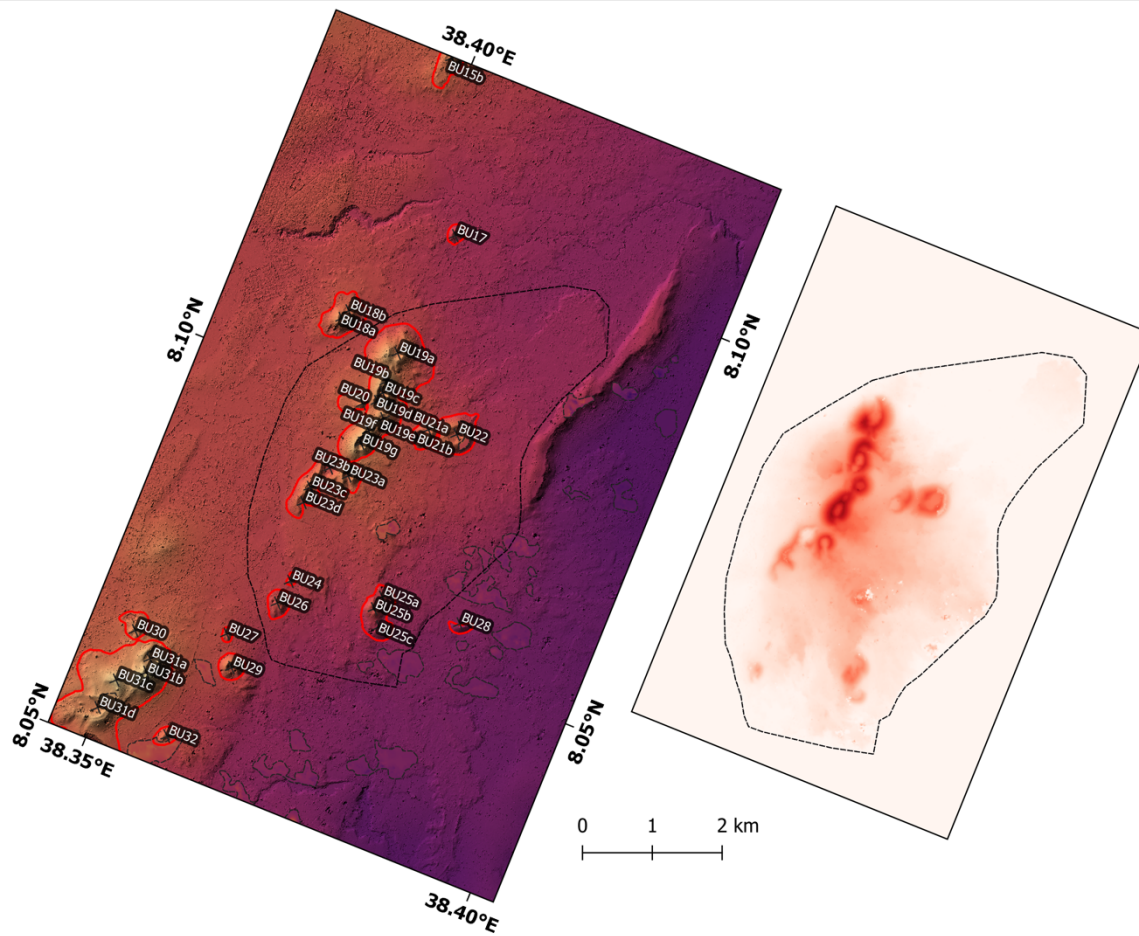 38.40°E
BU15b
BU17
8.10°N
BU18b
BU18a
BU19a
BU19b
BU19c
BU20
BU19d
BU21a
BU19f
BU19e
BU22
BU21b
BU19g
BU23b
BU23a
BU23c
BU23d
8.10°N
BU24
BU26
BU25a
BU25b
BU25c
BU28
BU30
BU27
BU31a
BU31b
BU29
BU31c
BU31d
BU32
8.05°N
38.35°E
8.05°N
38.40°E
0 1 2 km